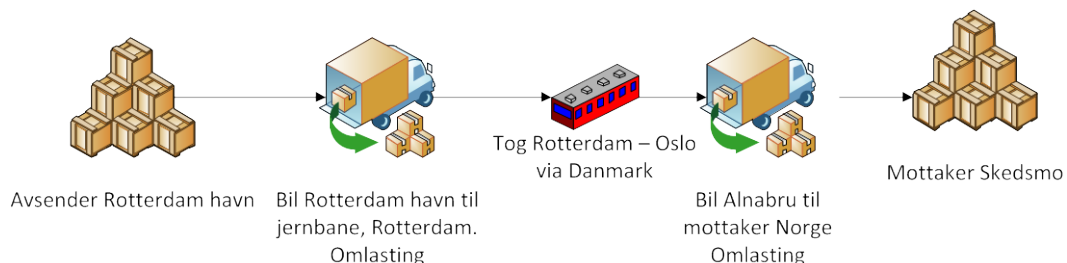 Avsender Rotterdam havn
Bil Rotterdam havn til
jernbane, Rotterdam.
Omlasting
Tog Rotterdam – Oslo
via Danmark
Bil Alnabru til
mottaker Norge
Omlasting
Mottaker Skedsmo